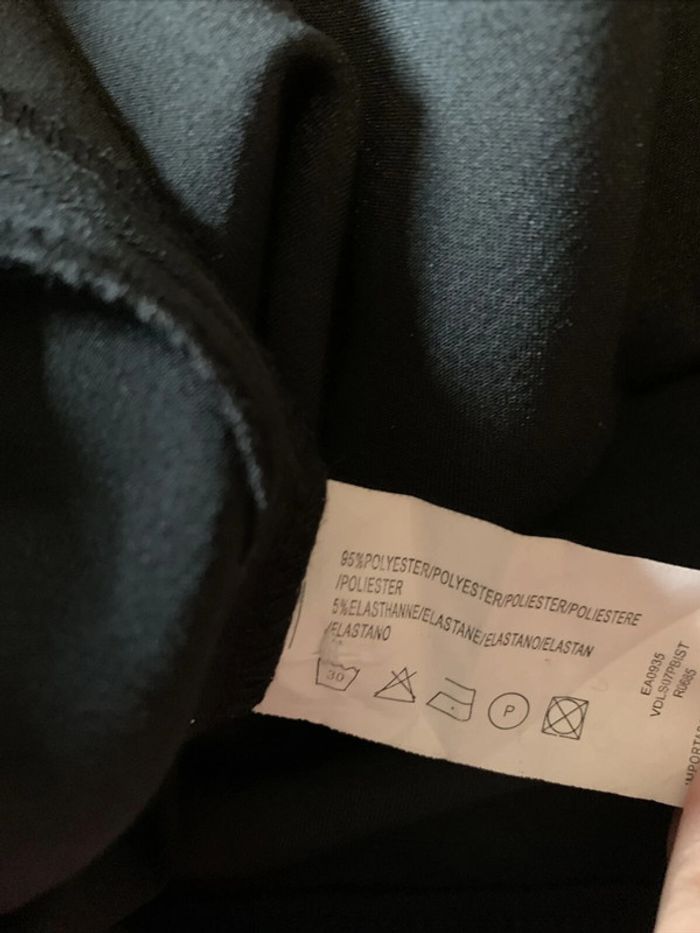 95%POLYESTER/POLYESTER/POLIESTER/POLIESTERE
/POLIESTER
5%ELASTHANNE/ELASTANE/ELASTANO/ELASTAN
/ELASTANO
30
P
EA0935
VDLS07PBIST
R0685